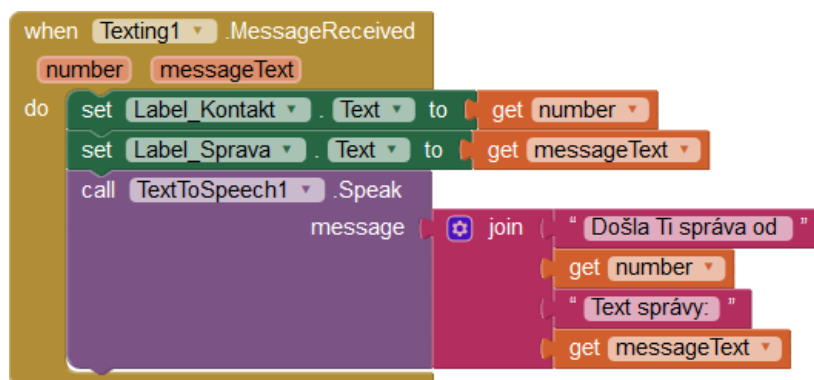 when Texting1 .MessageReceived
number messageText
do set Label_Kontakt . Text to get number
set Label_Sprava . Text to get messageText
call TextToSpeech1 .Speak
message join " Došla Ti správa od "
get number
" Text správy: "
get messageText